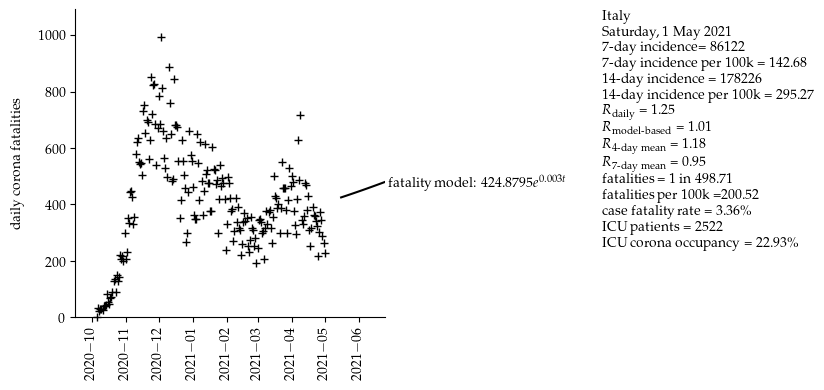 1000
800
600
400
200
0
daily corona fatalities
2020−10
2020−11
2020−12
2021−01
2021−02
2021−03
2021−04
2021−05
2021−06
fatality model: 424.8795e^0.003t
Italy
Saturday, 1 May 2021
7-day incidence= 86122
7-day incidence per 100k = 142.68
14-day incidence = 178226
14-day incidence per 100k = 295.27
R_daily = 1.25
R_model-based = 1.01
R_4-day mean = 1.18
R_7-day mean = 0.95
fatalities = 1 in 498.71
fatalities per 100k =200.52
case fatality rate = 3.36%
ICU patients = 2522
ICU corona occupancy = 22.93%